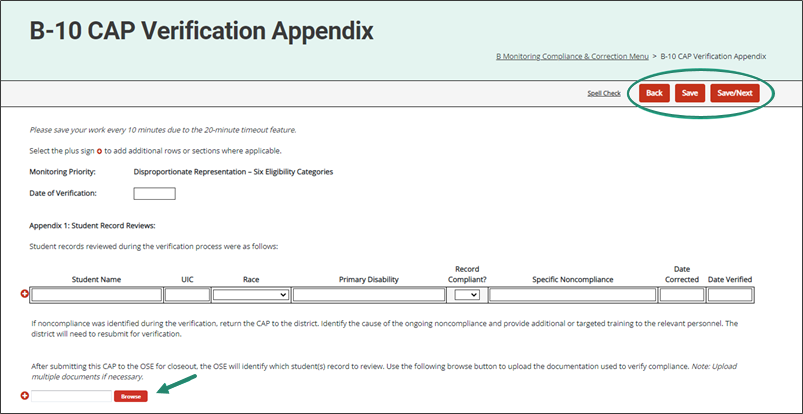 B-10 CAP Verification Appendix
B Monitoring Compliance & Correction Menu > B-10 CAP Verification Appendix
Spell Check Back Save Save/Next
Please save your work every 10 minutes due to the 20-minute timeout feature.
Select the plus sign to add additional rows or sections where applicable.
Monitoring Priority: Disproportionate Representation – Six Eligibility Categories
Date of Verification:
Appendix 1: Student Record Reviews:
Student records reviewed during the verification process were as follows:
Student Name UIC Race Primary Disability Record Compliant? Specific Noncompliance Date Corrected Date Verified
If noncompliance was identified during the verification, return the CAP to the district. Identify the cause of the ongoing noncompliance and provide additional or targeted training to the relevant personnel. The
district will need to resubmit for verification.
After submitting this CAP to the OSE for closeout, the OSE will identify which student(s) record to review. Use the following browse button to upload the documentation used to verify compliance. Note: Upload
multiple documents if necessary.
Browse